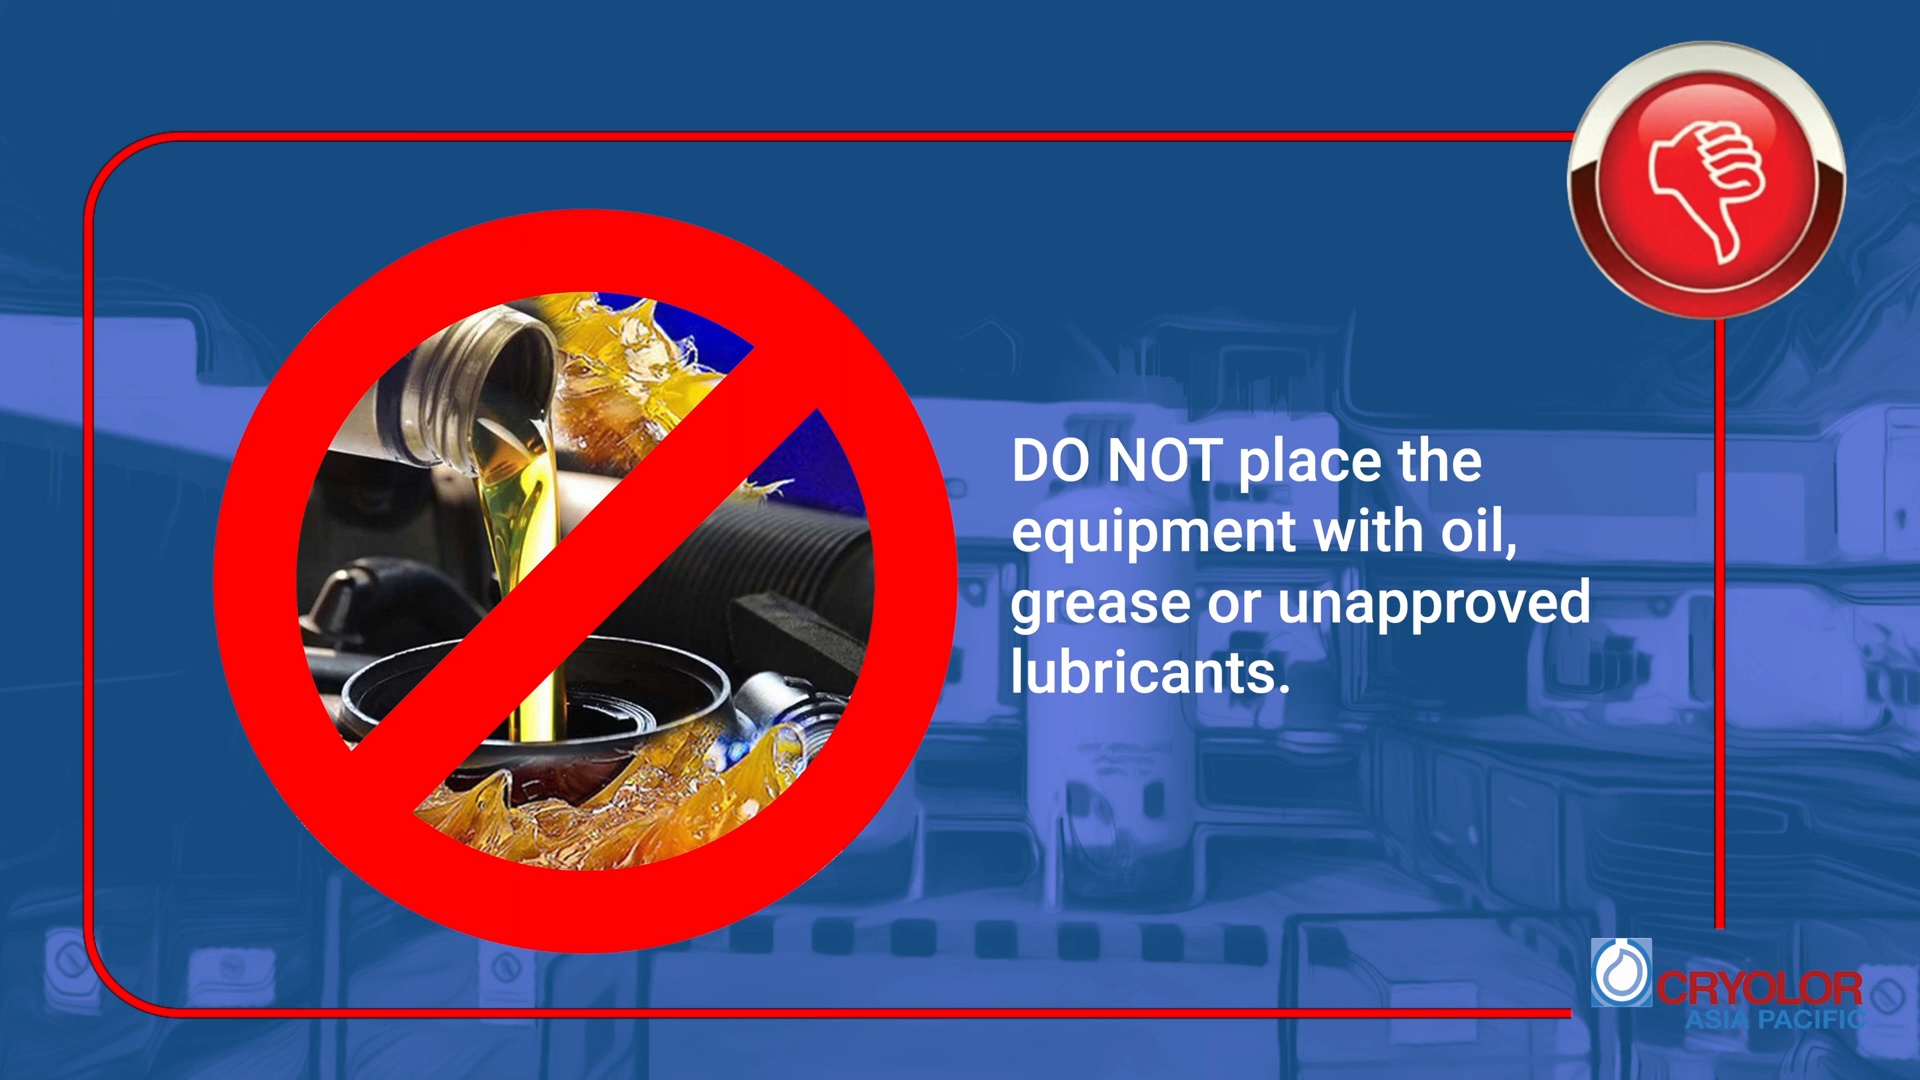 DO NOT place the
equipment with oil,
grease or unapproved
lubricants.
CRYOLOR
ASIA PACIFIC